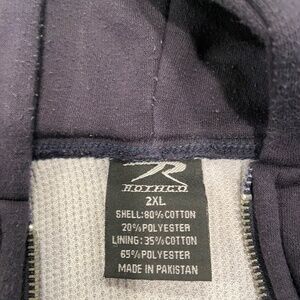 ROTHCO
2XL
SHELL:80%COTTON
20%POLYESTER
LINING:35%COTTON
65%POLYESTER
MADE IN PAKISTAN